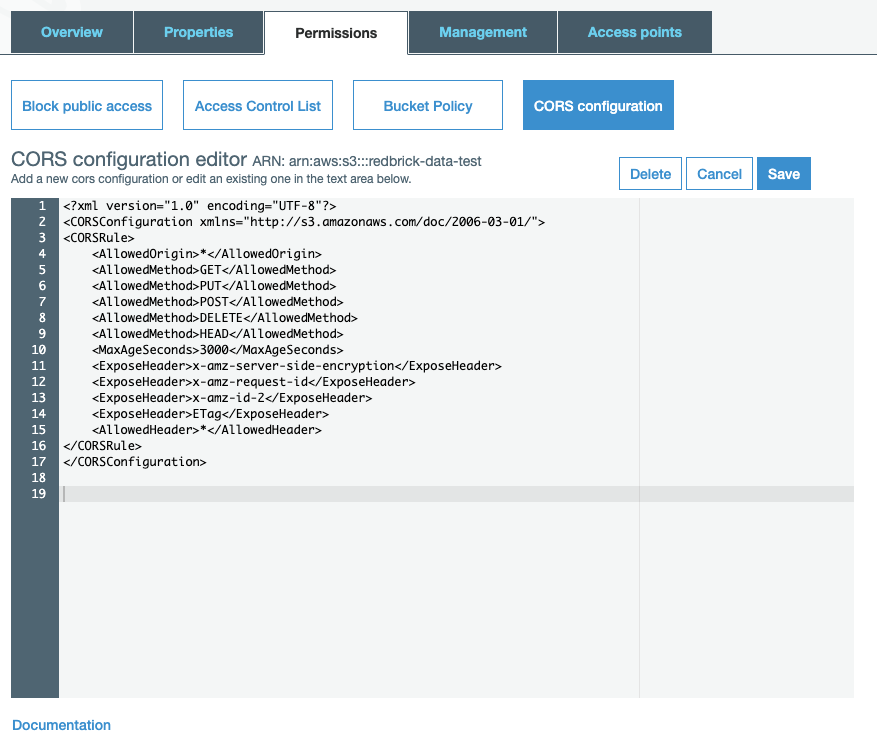 Overview Properties Permissions Management Access points
Block public access Access Control List Bucket Policy CORS configuration
CORS configuration editor ARN: arn:aws:s3:::redbrick-data-test
Add a new cors configuration or edit an existing one in the text area below.
Delete Cancel Save
1 <?xml version="1.0" encoding="UTF-8"?>
2 <CORSConfiguration xmlns="http://s3.amazonaws.com/doc/2006-03-01/">
3 <CORSRule>
4     <AllowedOrigin>*</AllowedOrigin>
5     <AllowedMethod>GET</AllowedMethod>
6     <AllowedMethod>PUT</AllowedMethod>
7     <AllowedMethod>POST</AllowedMethod>
8     <AllowedMethod>DELETE</AllowedMethod>
9     <AllowedMethod>HEAD</AllowedMethod>
10     <MaxAgeSeconds>3000</MaxAgeSeconds>
11     <ExposeHeader>x-amz-server-side-encryption</ExposeHeader>
12     <ExposeHeader>x-amz-request-id</ExposeHeader>
13     <ExposeHeader>x-amz-id-2</ExposeHeader>
14     <ExposeHeader>ETag</ExposeHeader>
15     <AllowedHeader>*</AllowedHeader>
16 </CORSRule>
17 </CORSConfiguration>
18
19
Documentation